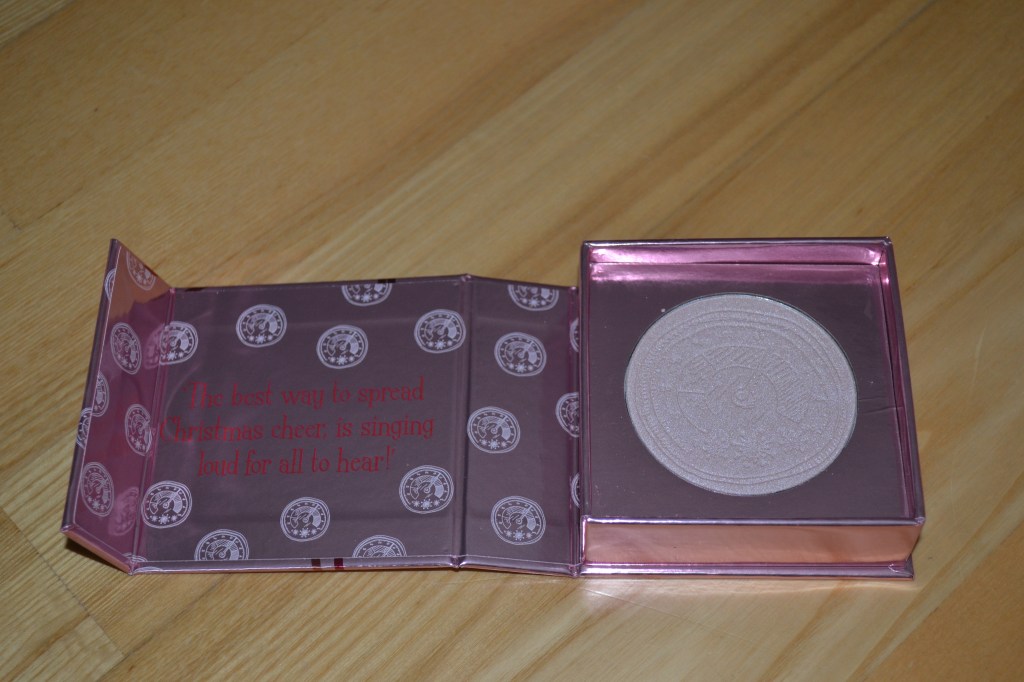 The best way to spread
Christmas cheer, is singing
loud for all to hear!